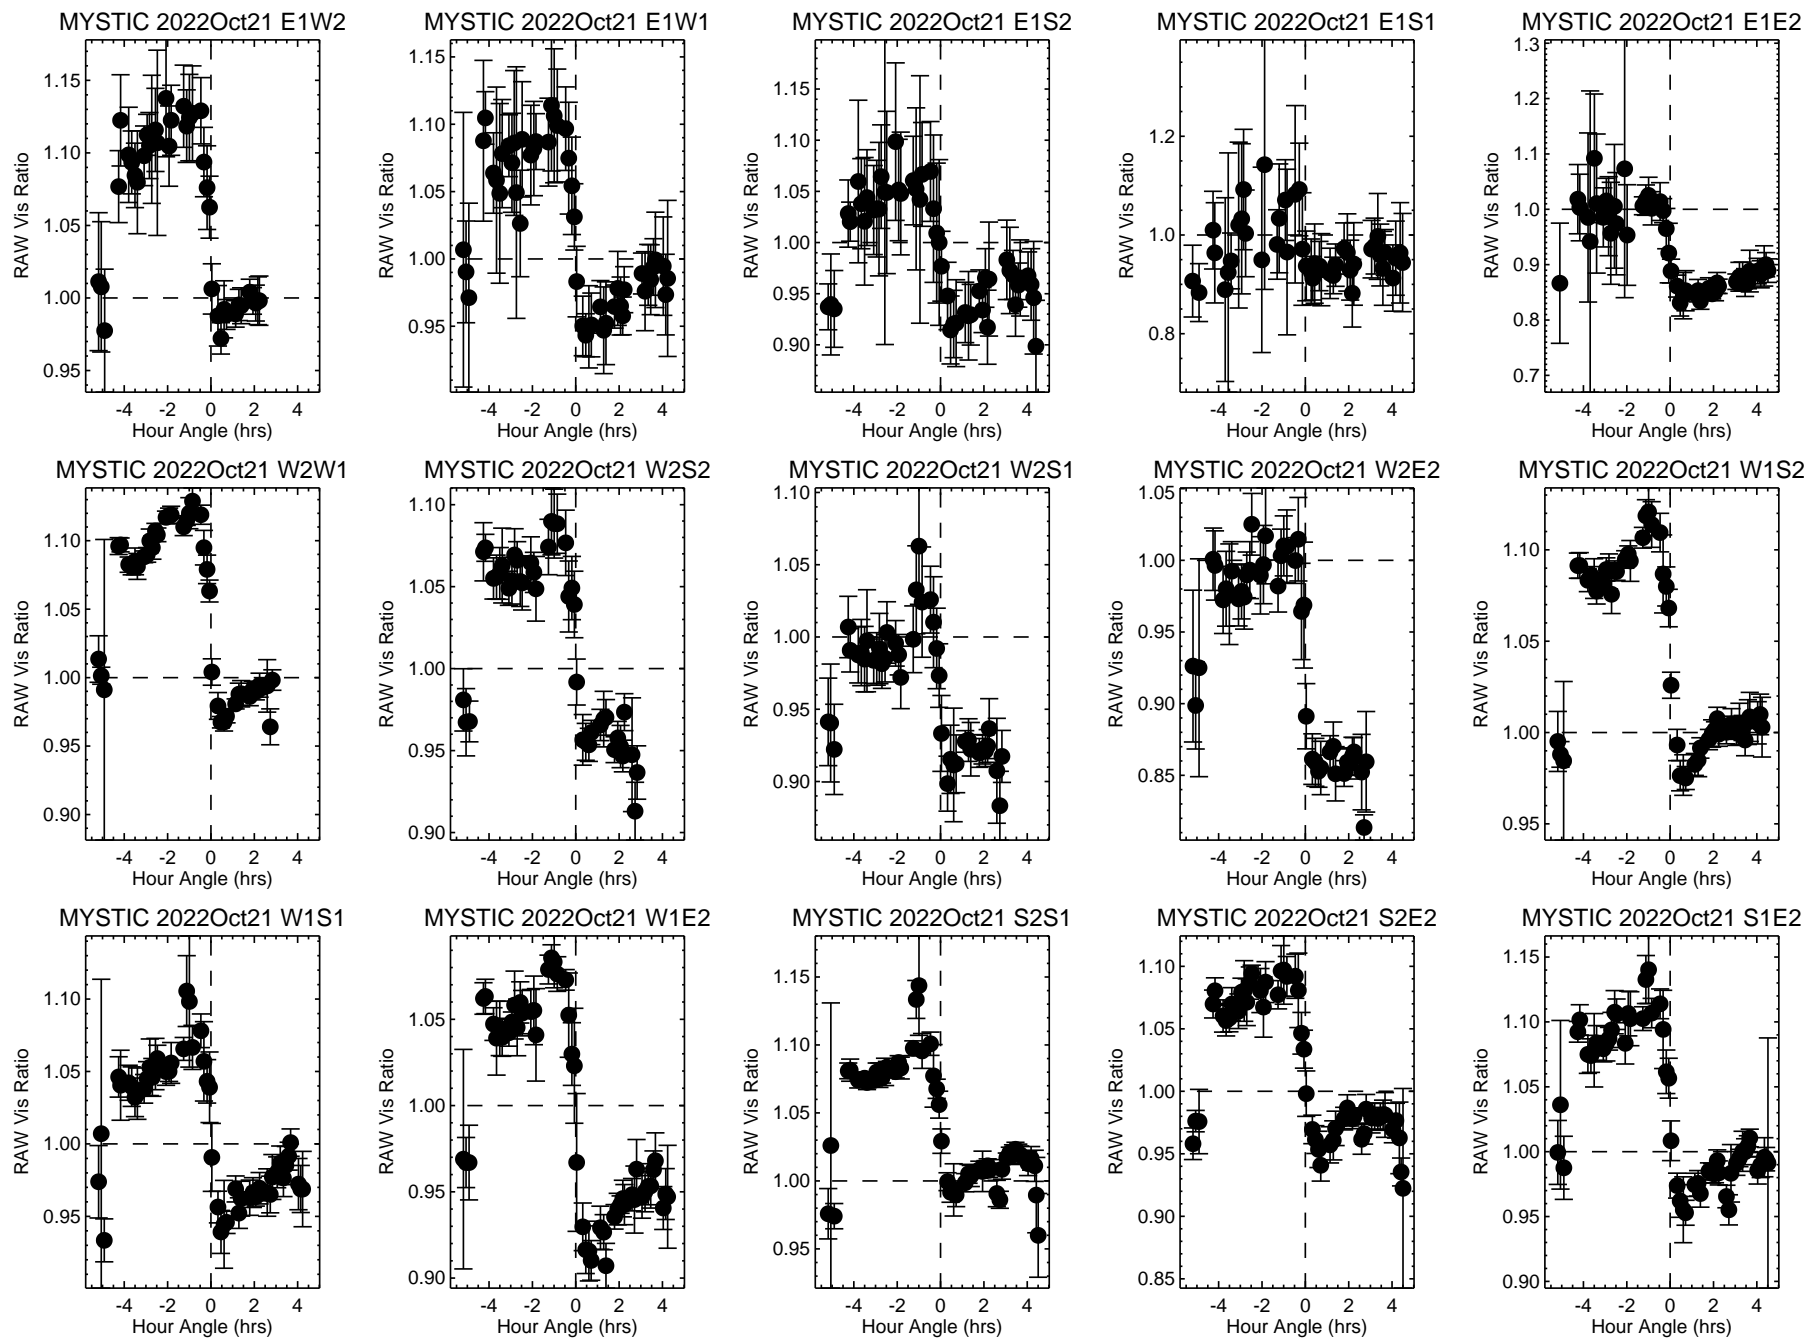 MYSTIC 2022Oct21 E1W2
MYSTIC 2022Oct21 E1W1
MYSTIC 2022Oct21 E1S2
MYSTIC 2022Oct21 E1S1
MYSTIC 2022Oct21 E1E2
RAW Vis Ratio
1.15
1.10
1.05
1.00
0.95
-4 -2 0 2 4
Hour Angle (hrs)
RAW Vis Ratio
1.15
1.10
1.05
1.00
0.95
-4 -2 0 2 4
Hour Angle (hrs)
RAW Vis Ratio
1.15
1.10
1.05
1.00
0.95
0.90
-4 -2 0 2 4
Hour Angle (hrs)
RAW Vis Ratio
1.2
1.0
0.8
-4 -2 0 2 4
Hour Angle (hrs)
RAW Vis Ratio
1.3
1.2
1.1
1.0
0.9
0.8
0.7
-4 -2 0 2 4
Hour Angle (hrs)
MYSTIC 2022Oct21 W2W1
MYSTIC 2022Oct21 W2S2
MYSTIC 2022Oct21 W2S1
MYSTIC 2022Oct21 W2E2
MYSTIC 2022Oct21 W1S2
RAW Vis Ratio
1.10
1.05
1.00
0.95
0.90
-4 -2 0 2 4
Hour Angle (hrs)
RAW Vis Ratio
1.10
1.05
1.00
0.95
0.90
-4 -2 0 2 4
Hour Angle (hrs)
RAW Vis Ratio
1.10
1.05
1.00
0.95
0.90
-4 -2 0 2 4
Hour Angle (hrs)
RAW Vis Ratio
1.05
1.00
0.95
0.90
0.85
-4 -2 0 2 4
Hour Angle (hrs)
RAW Vis Ratio
1.10
1.05
1.00
0.95
-4 -2 0 2 4
Hour Angle (hrs)
MYSTIC 2022Oct21 W1S1
MYSTIC 2022Oct21 W1E2
MYSTIC 2022Oct21 S2S1
MYSTIC 2022Oct21 S2E2
MYSTIC 2022Oct21 S1E2
RAW Vis Ratio
1.10
1.05
1.00
0.95
-4 -2 0 2 4
Hour Angle (hrs)
RAW Vis Ratio
1.05
1.00
0.95
0.90
-4 -2 0 2 4
Hour Angle (hrs)
RAW Vis Ratio
1.15
1.10
1.05
1.00
0.95
-4 -2 0 2 4
Hour Angle (hrs)
RAW Vis Ratio
1.10
1.05
1.00
0.95
0.90
0.85
-4 -2 0 2 4
Hour Angle (hrs)
RAW Vis Ratio
1.15
1.10
1.05
1.00
0.95
0.90
-4 -2 0 2 4
Hour Angle (hrs)